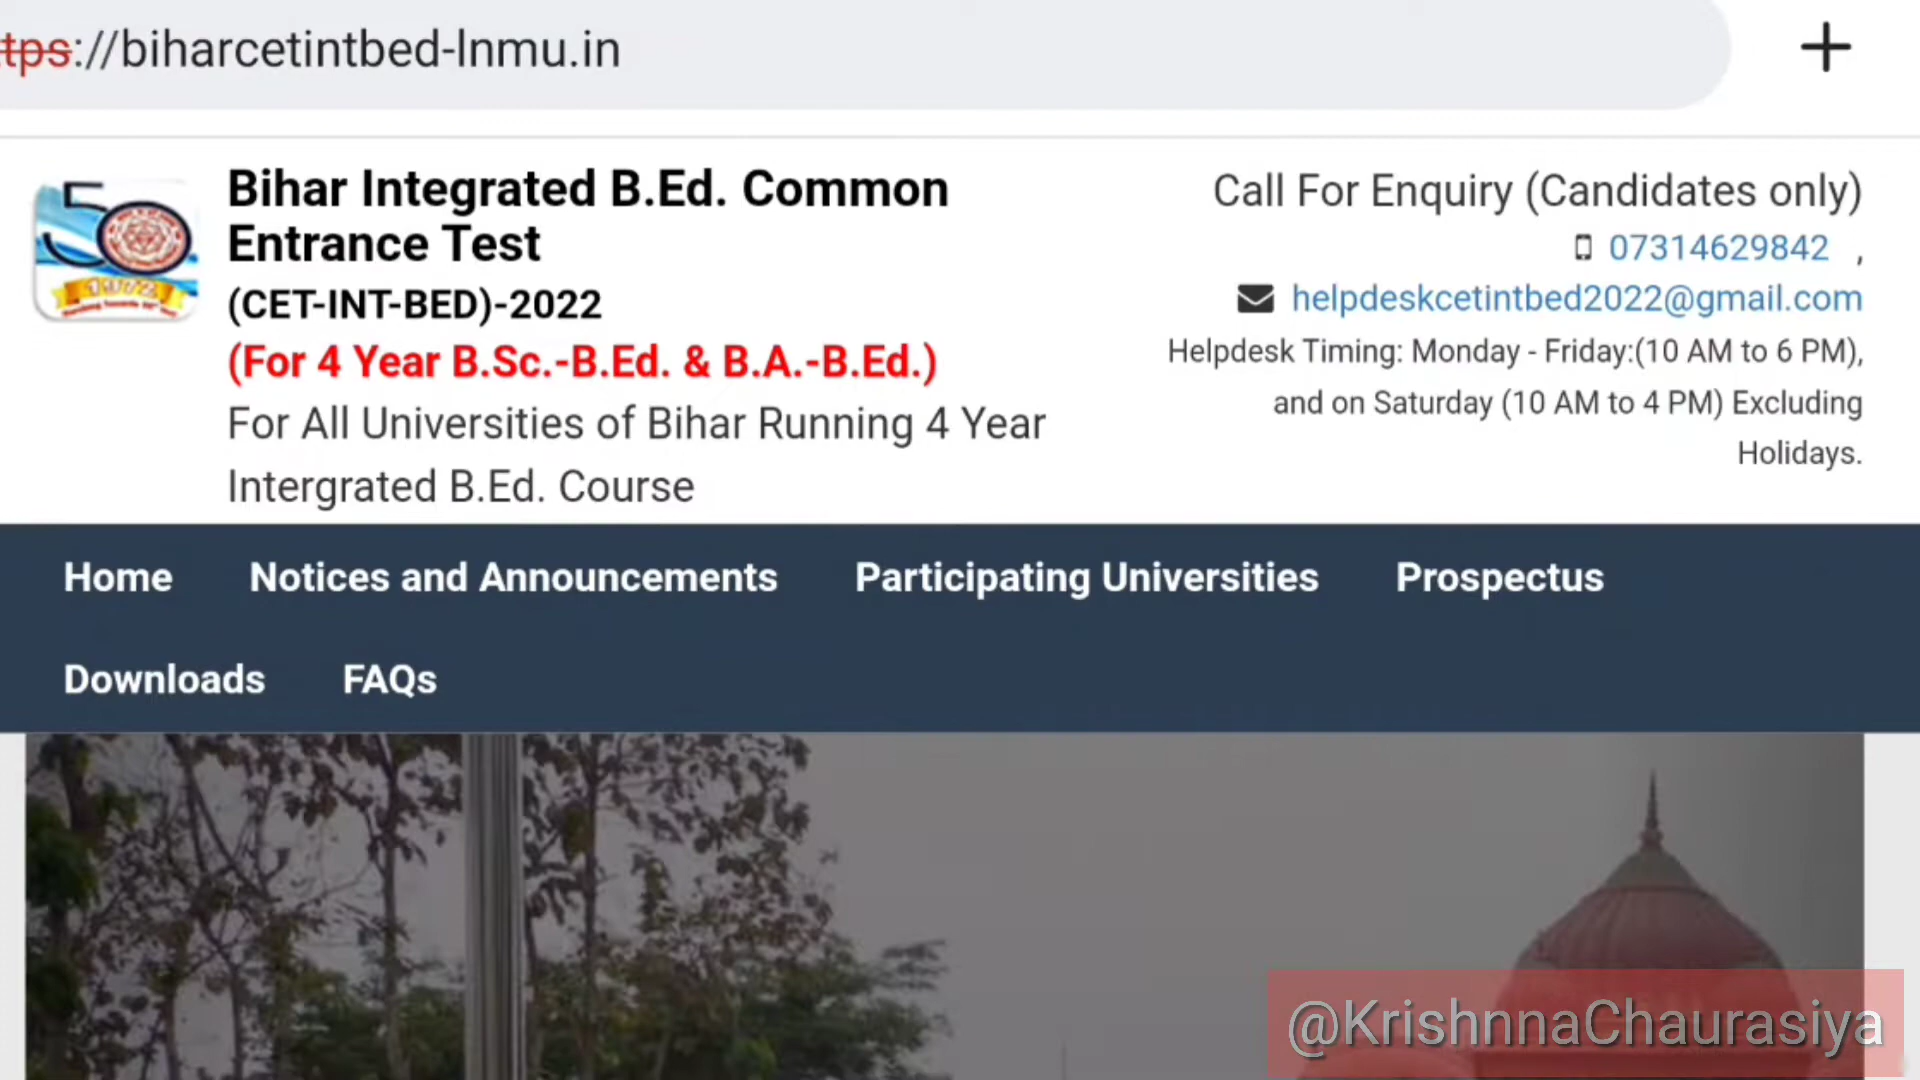 tps://biharcetintbed-lnmu.in
Bihar Integrated B.Ed. Common
Entrance Test
(CET-INT-BED)-2022
(For 4 Year B.Sc.-B.Ed. & B.A.-B.Ed.)
For All Universities of Bihar Running 4 Year
Intergrated B.Ed. Course
50
1972
Call For Enquiry (Candidates only)
07314629842 ,
helpdeskcetintbed2022@gmail.com
Helpdesk Timing: Monday - Friday:(10 AM to 6 PM),
and on Saturday (10 AM to 4 PM) Excluding
Holidays.
Home Notices and Announcements Participating Universities Prospectus
Downloads FAQs
@KrishnnaChaurasiya